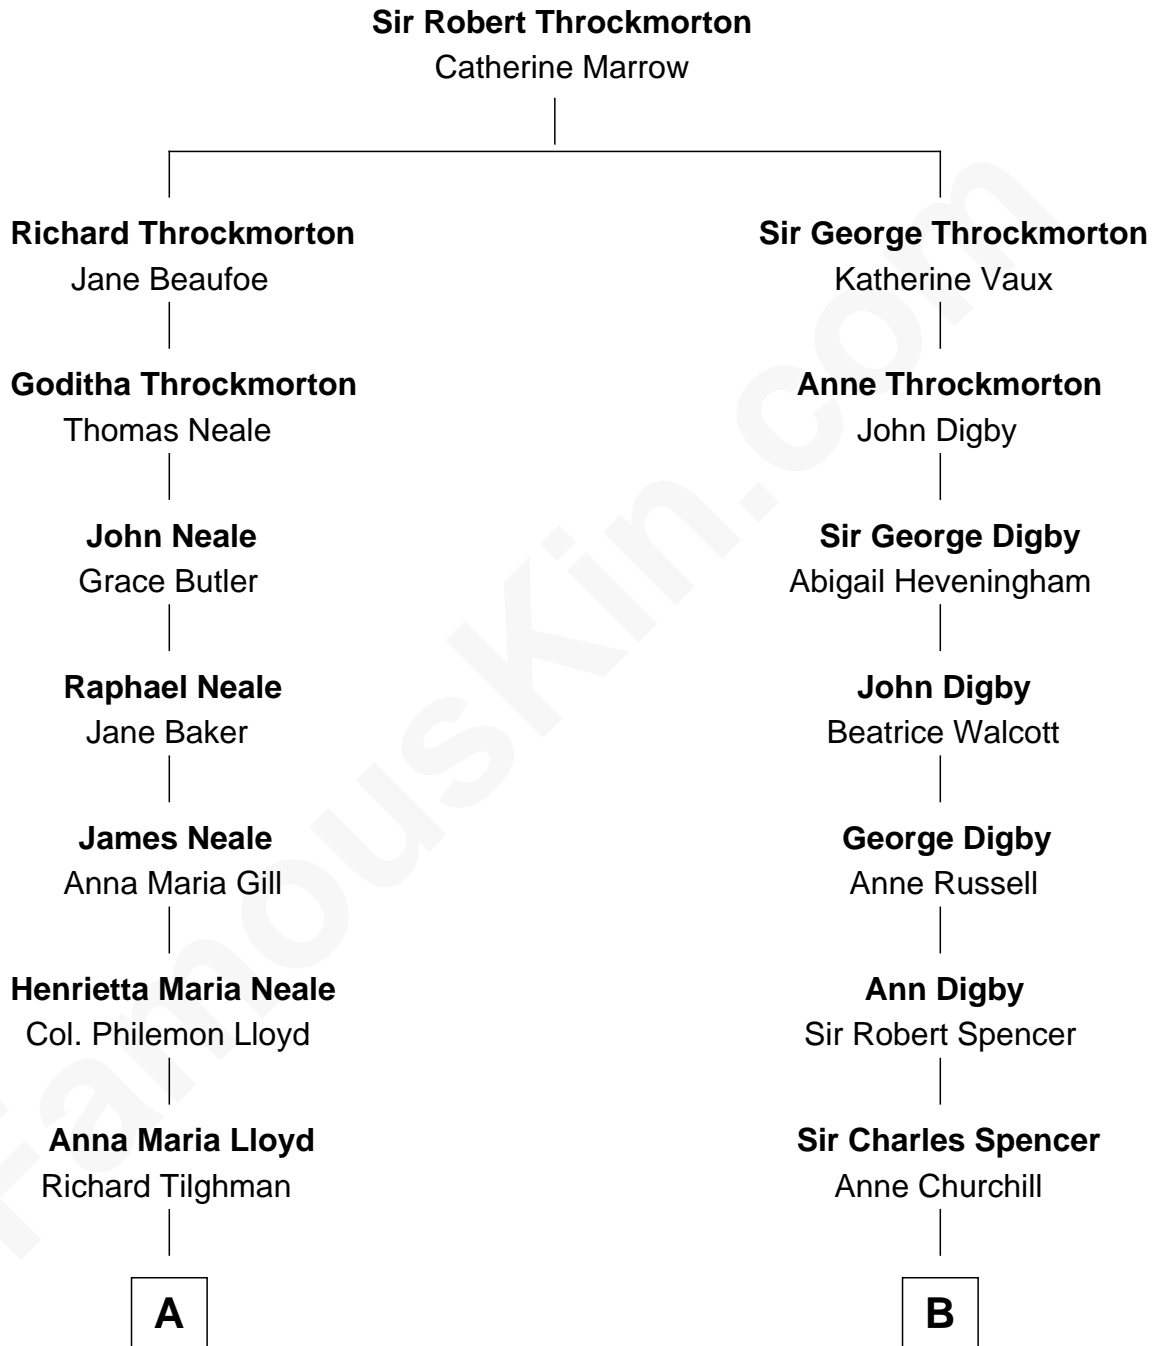 Sir Robert Throckmorton
Catherine Marrow
Richard Throckmorton
Jane Beaufoe
Goditha Throckmorton
Thomas Neale
John Neale
Grace Butler
Raphael Neale
Jane Baker
James Neale
Anna Maria Gill
Henrietta Maria Neale
Col. Philemon Lloyd
Anna Maria Lloyd
Richard Tilghman
A
Sir George Throckmorton
Katherine Vaux
Anne Throckmorton
John Digby
Sir George Digby
Abigail Heveningham
John Digby
Beatrice Walcott
George Digby
Anne Russell
Ann Digby
Sir Robert Spencer
Sir Charles Spencer
Anne Churchill
B
FamousKin.com